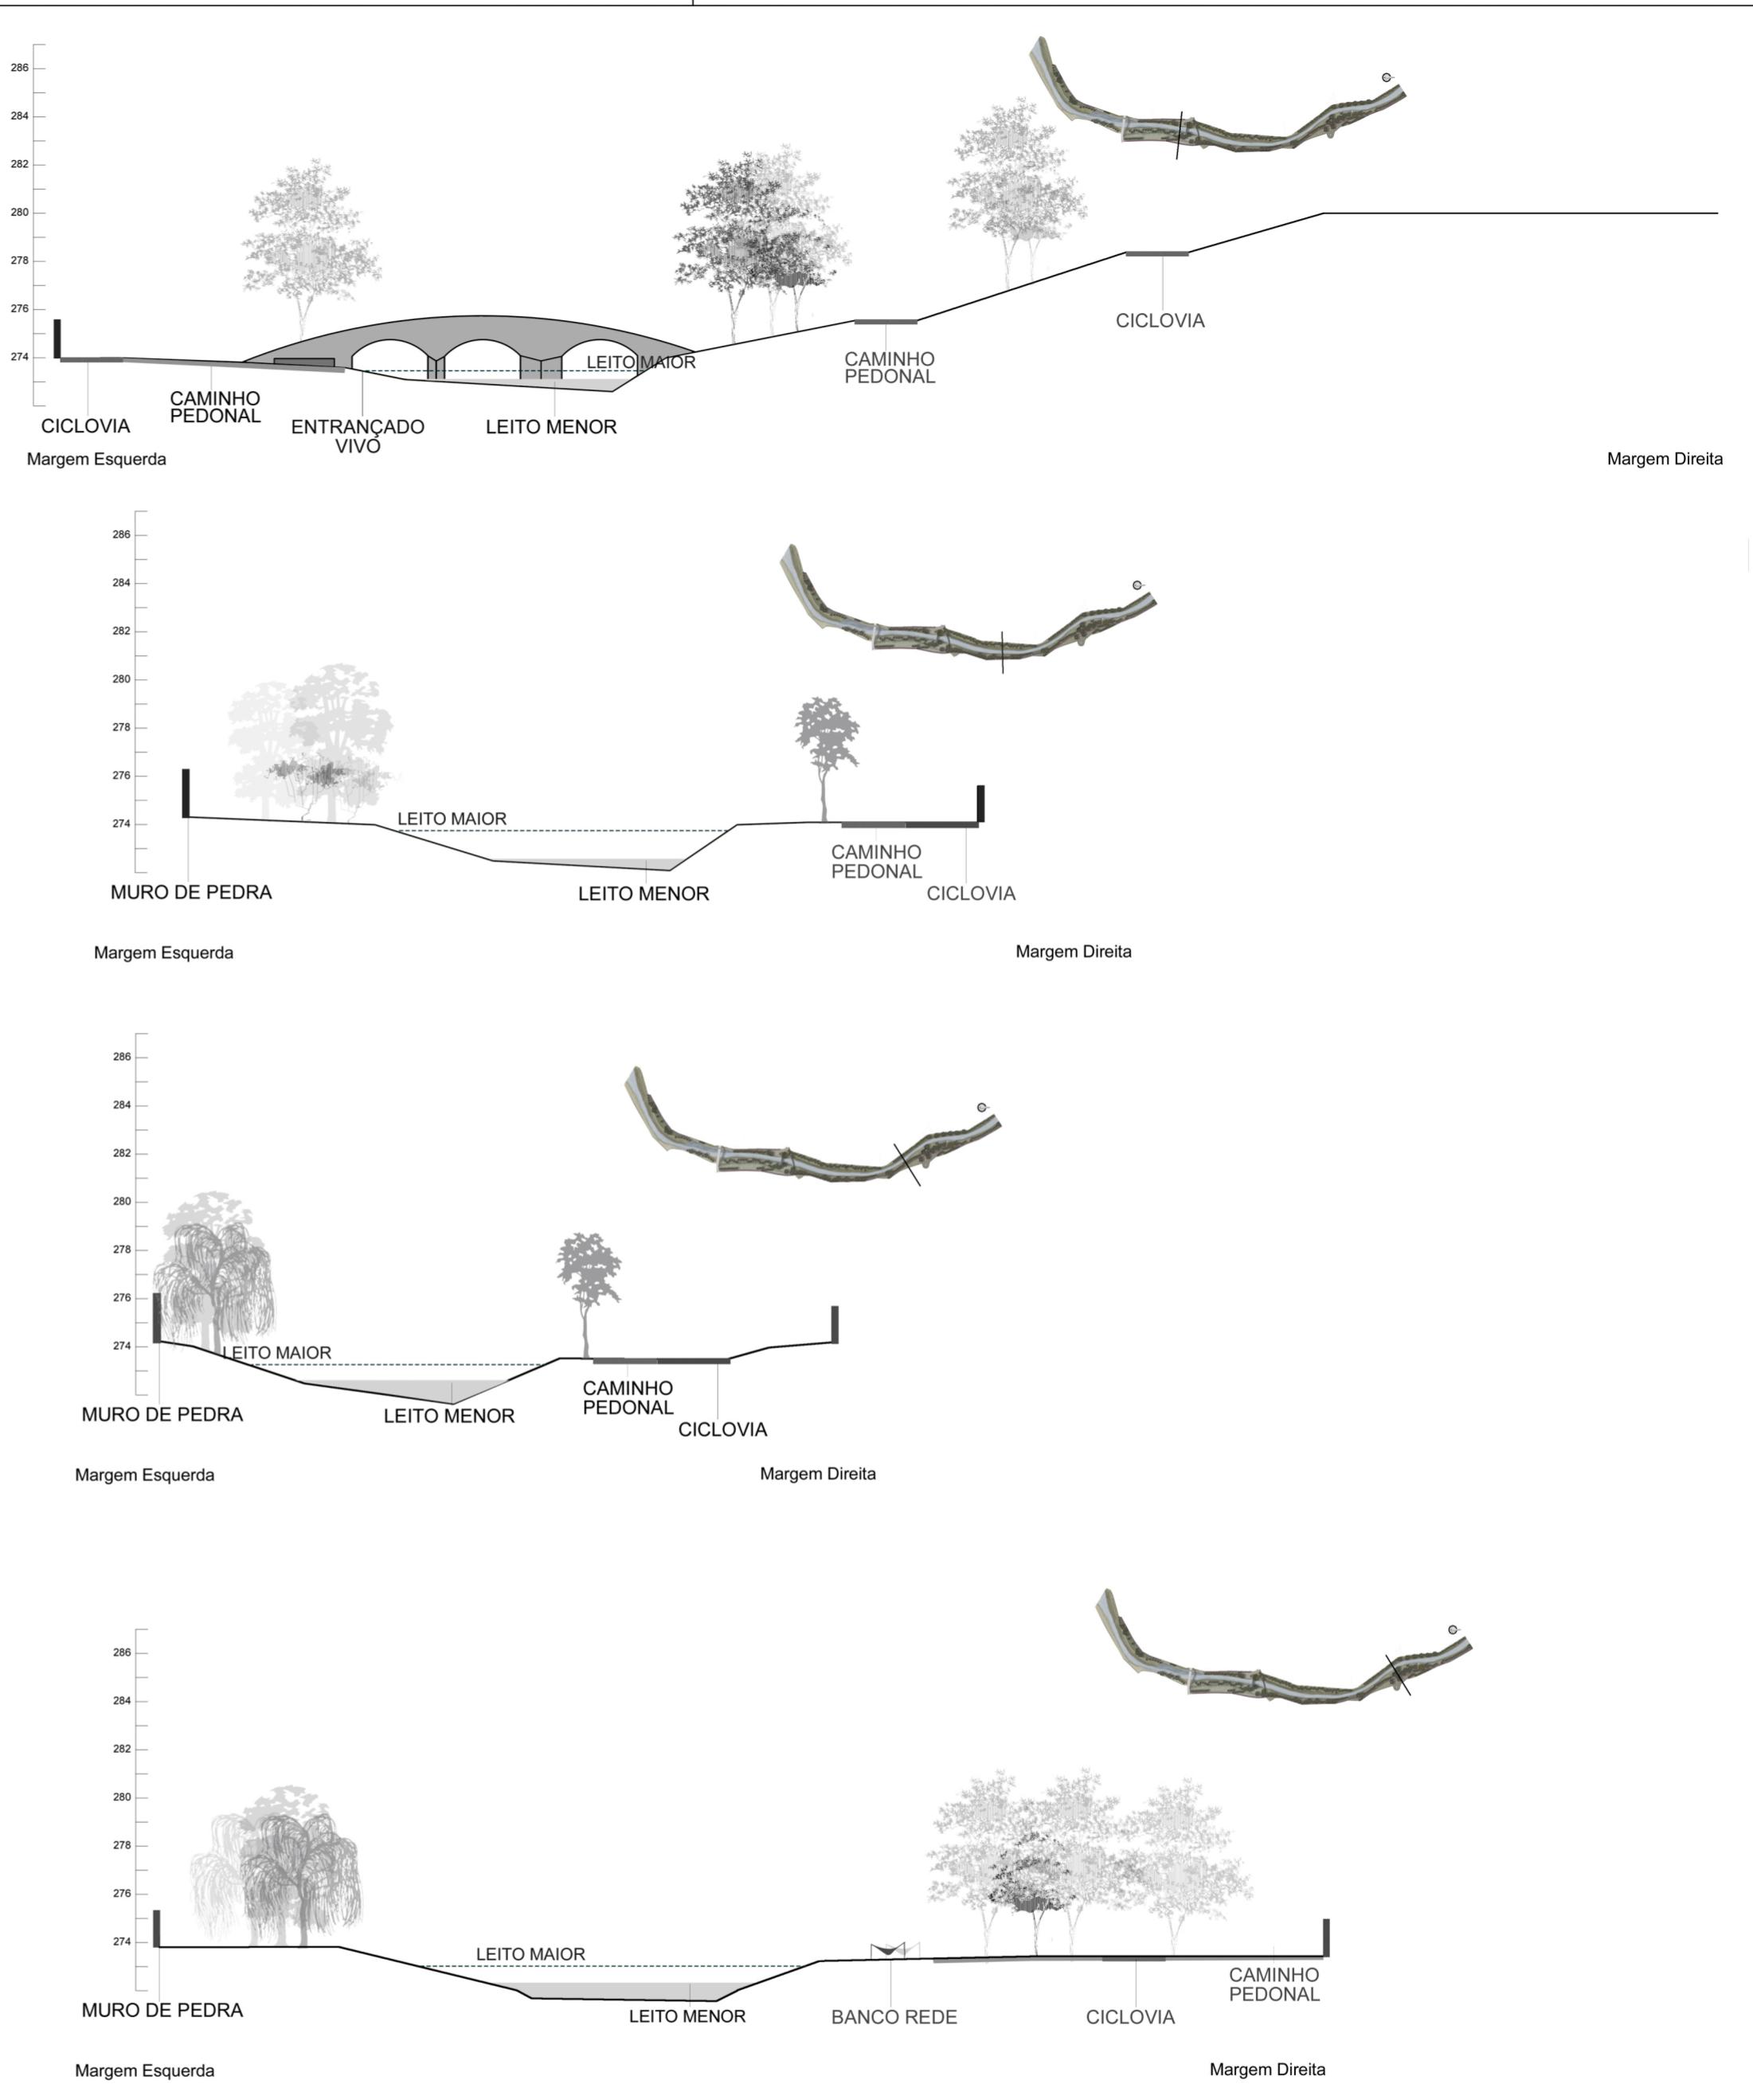 286
284
282
280
278
276
274
LEITO MAIOR
CICLOVIA
CAMINHO
PEDONAL
CAMINHO
PEDONAL
CICLOVIA
ENTRANÇADO
VIVO
LEITO MENOR
Margem Esquerda
Margem Direita
286
284
282
280
278
276
274
LEITO MAIOR
CAMINHO
PEDONAL
MURO DE PEDRA
LEITO MENOR
CICLOVIA
Margem Esquerda
Margem Direita
286
284
282
280
278
276
274
LEITO MAIOR
CAMINHO
PEDONAL
MURO DE PEDRA
LEITO MENOR
CICLOVIA
Margem Esquerda
Margem Direita
286
284
282
280
278
276
274
LEITO MAIOR
CAMINHO
PEDONAL
MURO DE PEDRA
LEITO MENOR
BANCO REDE
CICLOVIA
Margem Esquerda
Margem Direita